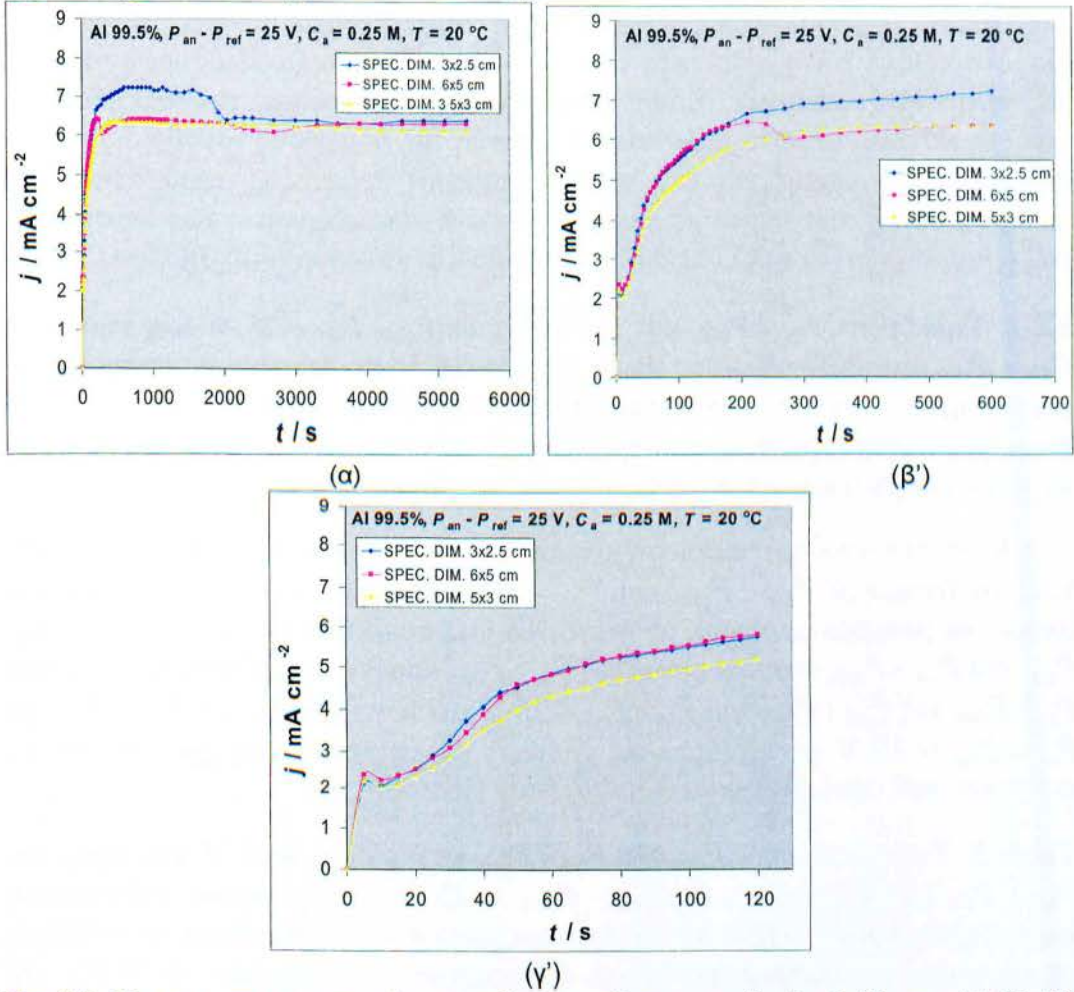 Al 99.5%, P an - P ref = 25 V, C a = 0.25 M, T = 20 °C
SPEC. DIM. 3x2.5 cm
SPEC. DIM. 6x5 cm
SPEC. DIM. 3 5x3 cm
j / mA cm-2
9
8
7
6
5
4
3
2
1
0
0 1000 2000 3000 4000 5000 6000
t / s
(α)
Al 99.5%, P an - P ref = 25 V, C a = 0.25 M, T = 20 °C
SPEC. DIM. 3x2.5 cm
SPEC. DIM. 6x5 cm
SPEC. DIM. 5x3 cm
j / mA cm-2
9
8
7
6
5
4
3
2
1
0
0 100 200 300 400 500 600 700
t / s
(β')
Al 99.5%, P an - P ref = 25 V, C a = 0.25 M, T = 20 °C
SPEC. DIM. 3x2.5 cm
SPEC. DIM. 6x5 cm
SPEC. DIM. 5x3 cm
j / mA cm-2
9
8
7
6
5
4
3
2
1
0
0 20 40 60 80 100 120
t / s
(γ')